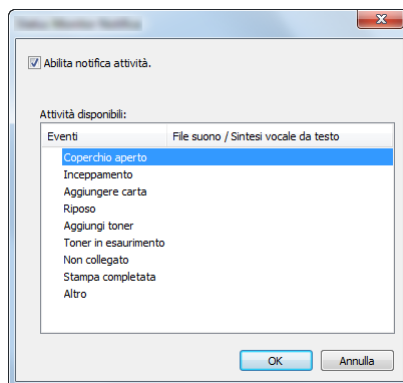 Abilita notifica attività.
Attività disponibili:
Eventi File suono / Sintesi vocale da testo
Coperchio aperto
Inceppamento
Aggiungere carta
Riposo
Aggiungi toner
Toner in esaurimento
Non collegato
Stampa completata
Altro
OK Annulla